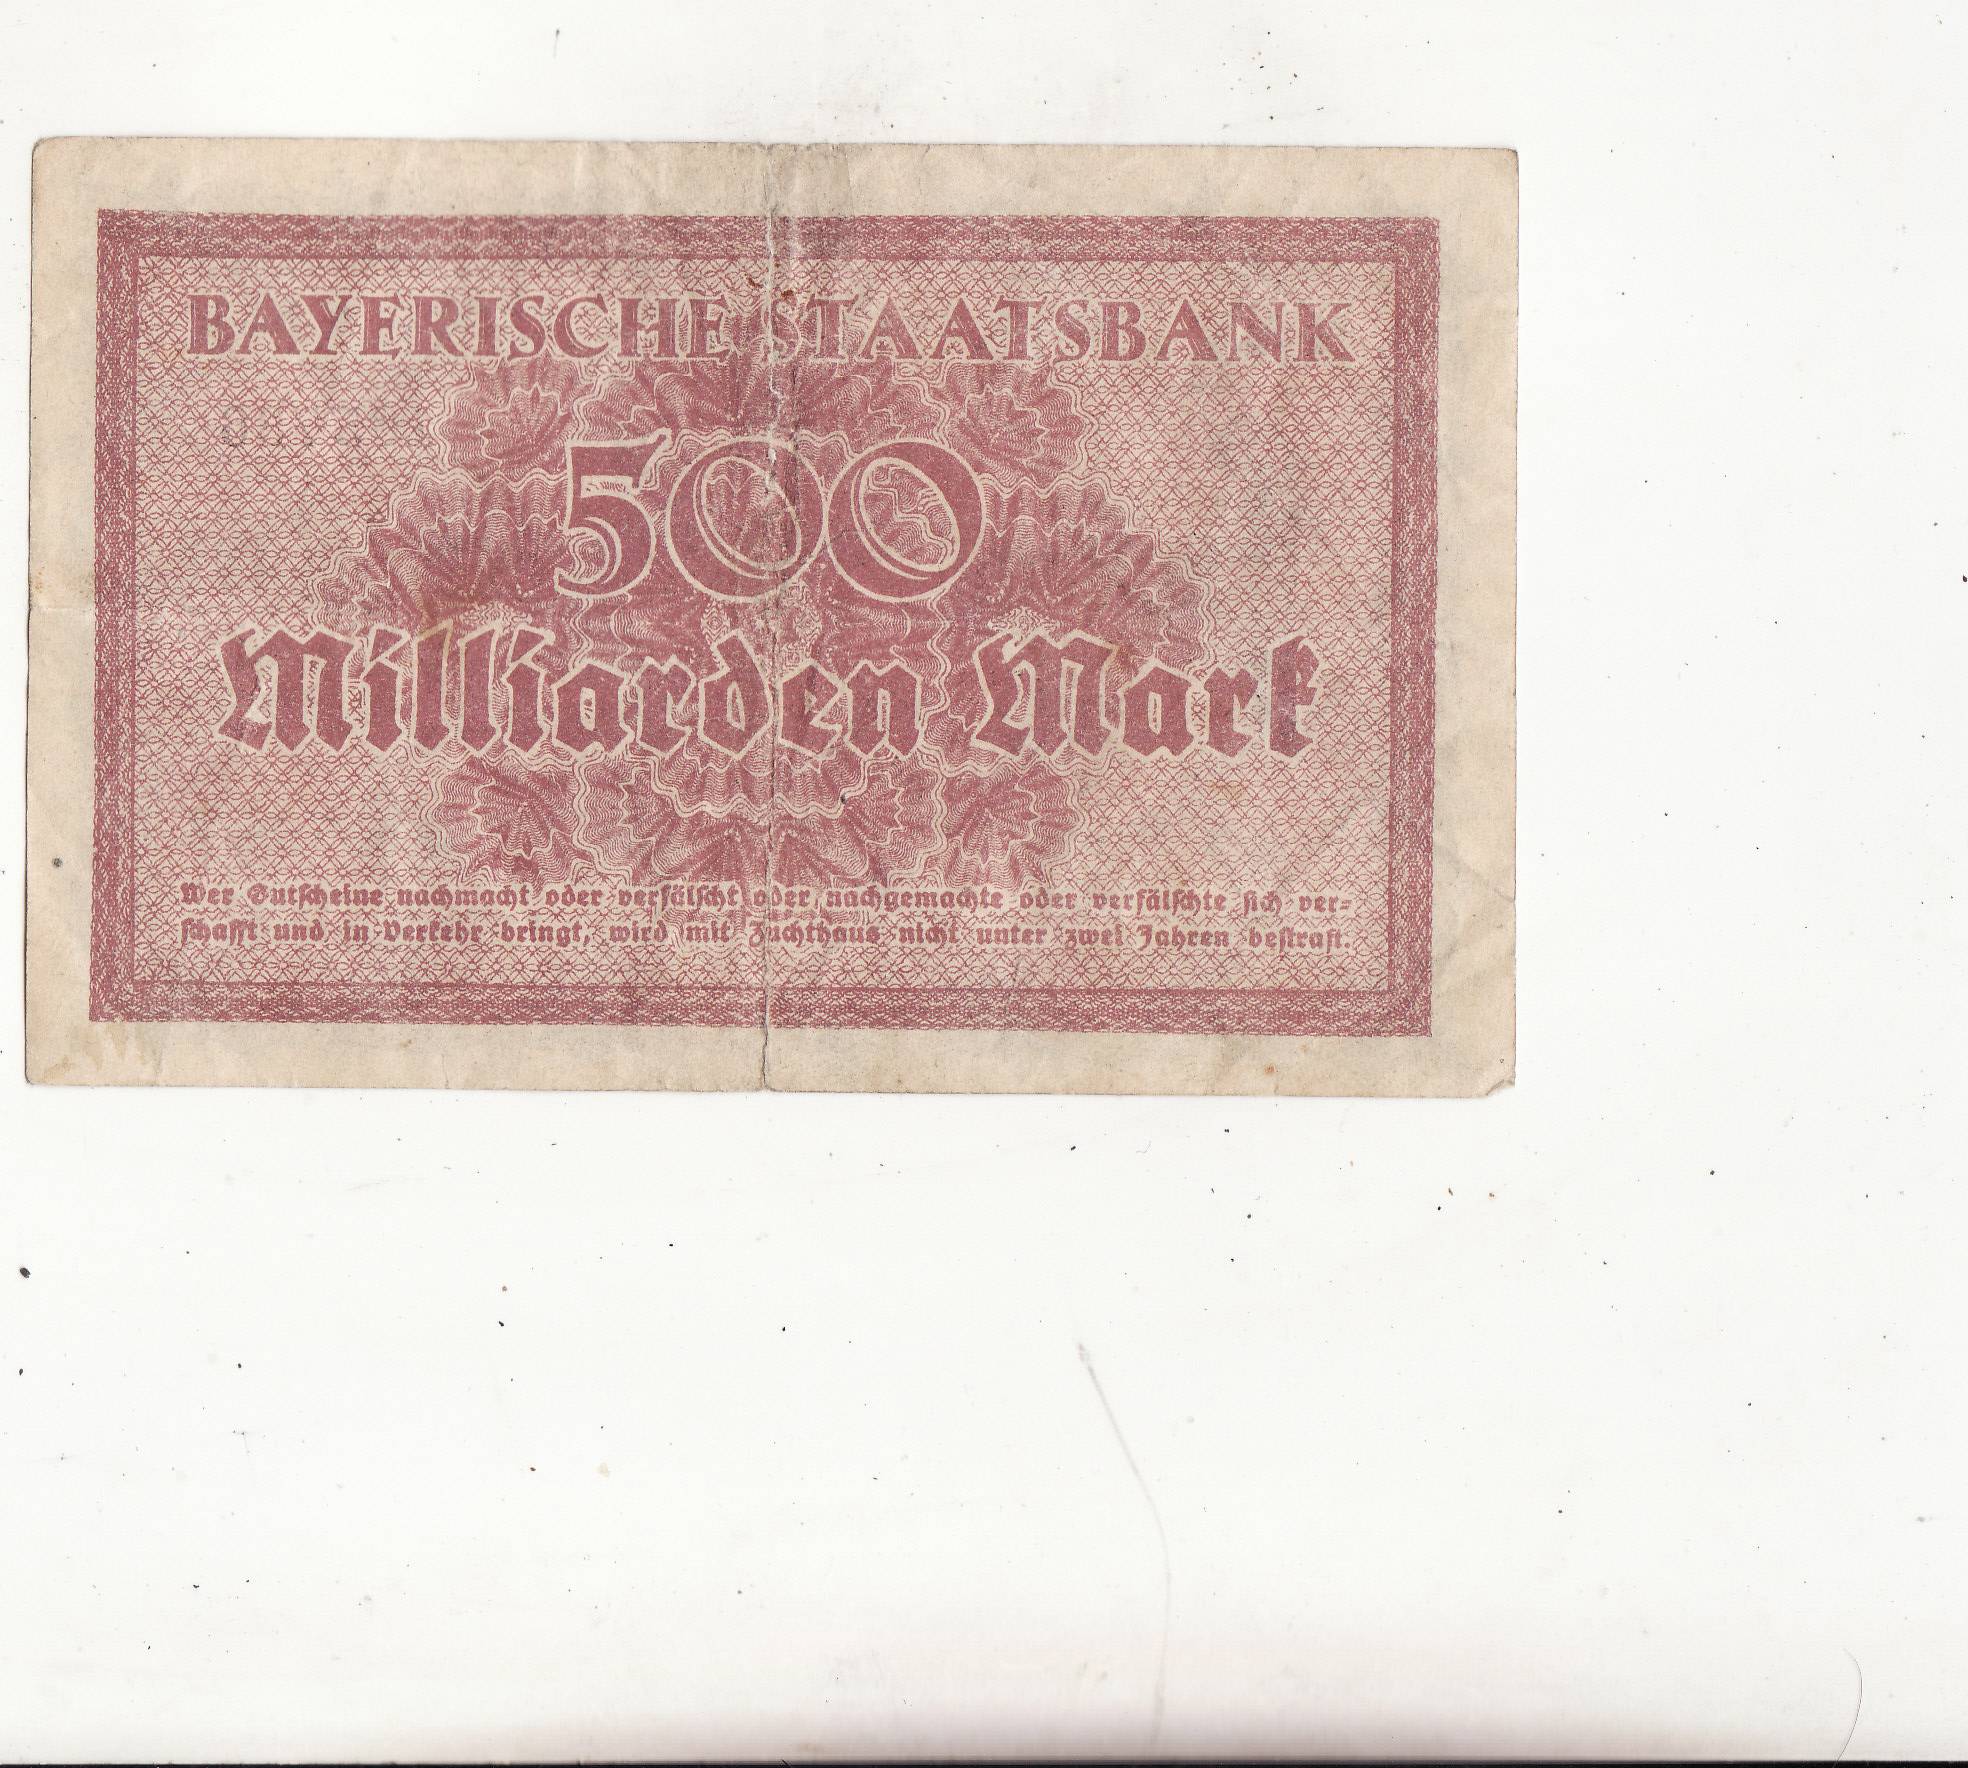 BAYERISCHE STAATSBANK
500
Milliarden Mark
Wer Gutscheine nachmacht oder verfälscht oder nachgemachte oder verfälschte sich ver-
schafft und in Verkehr bringt, wird mit Zuchthaus nicht unter zwei Jahren bestraft.